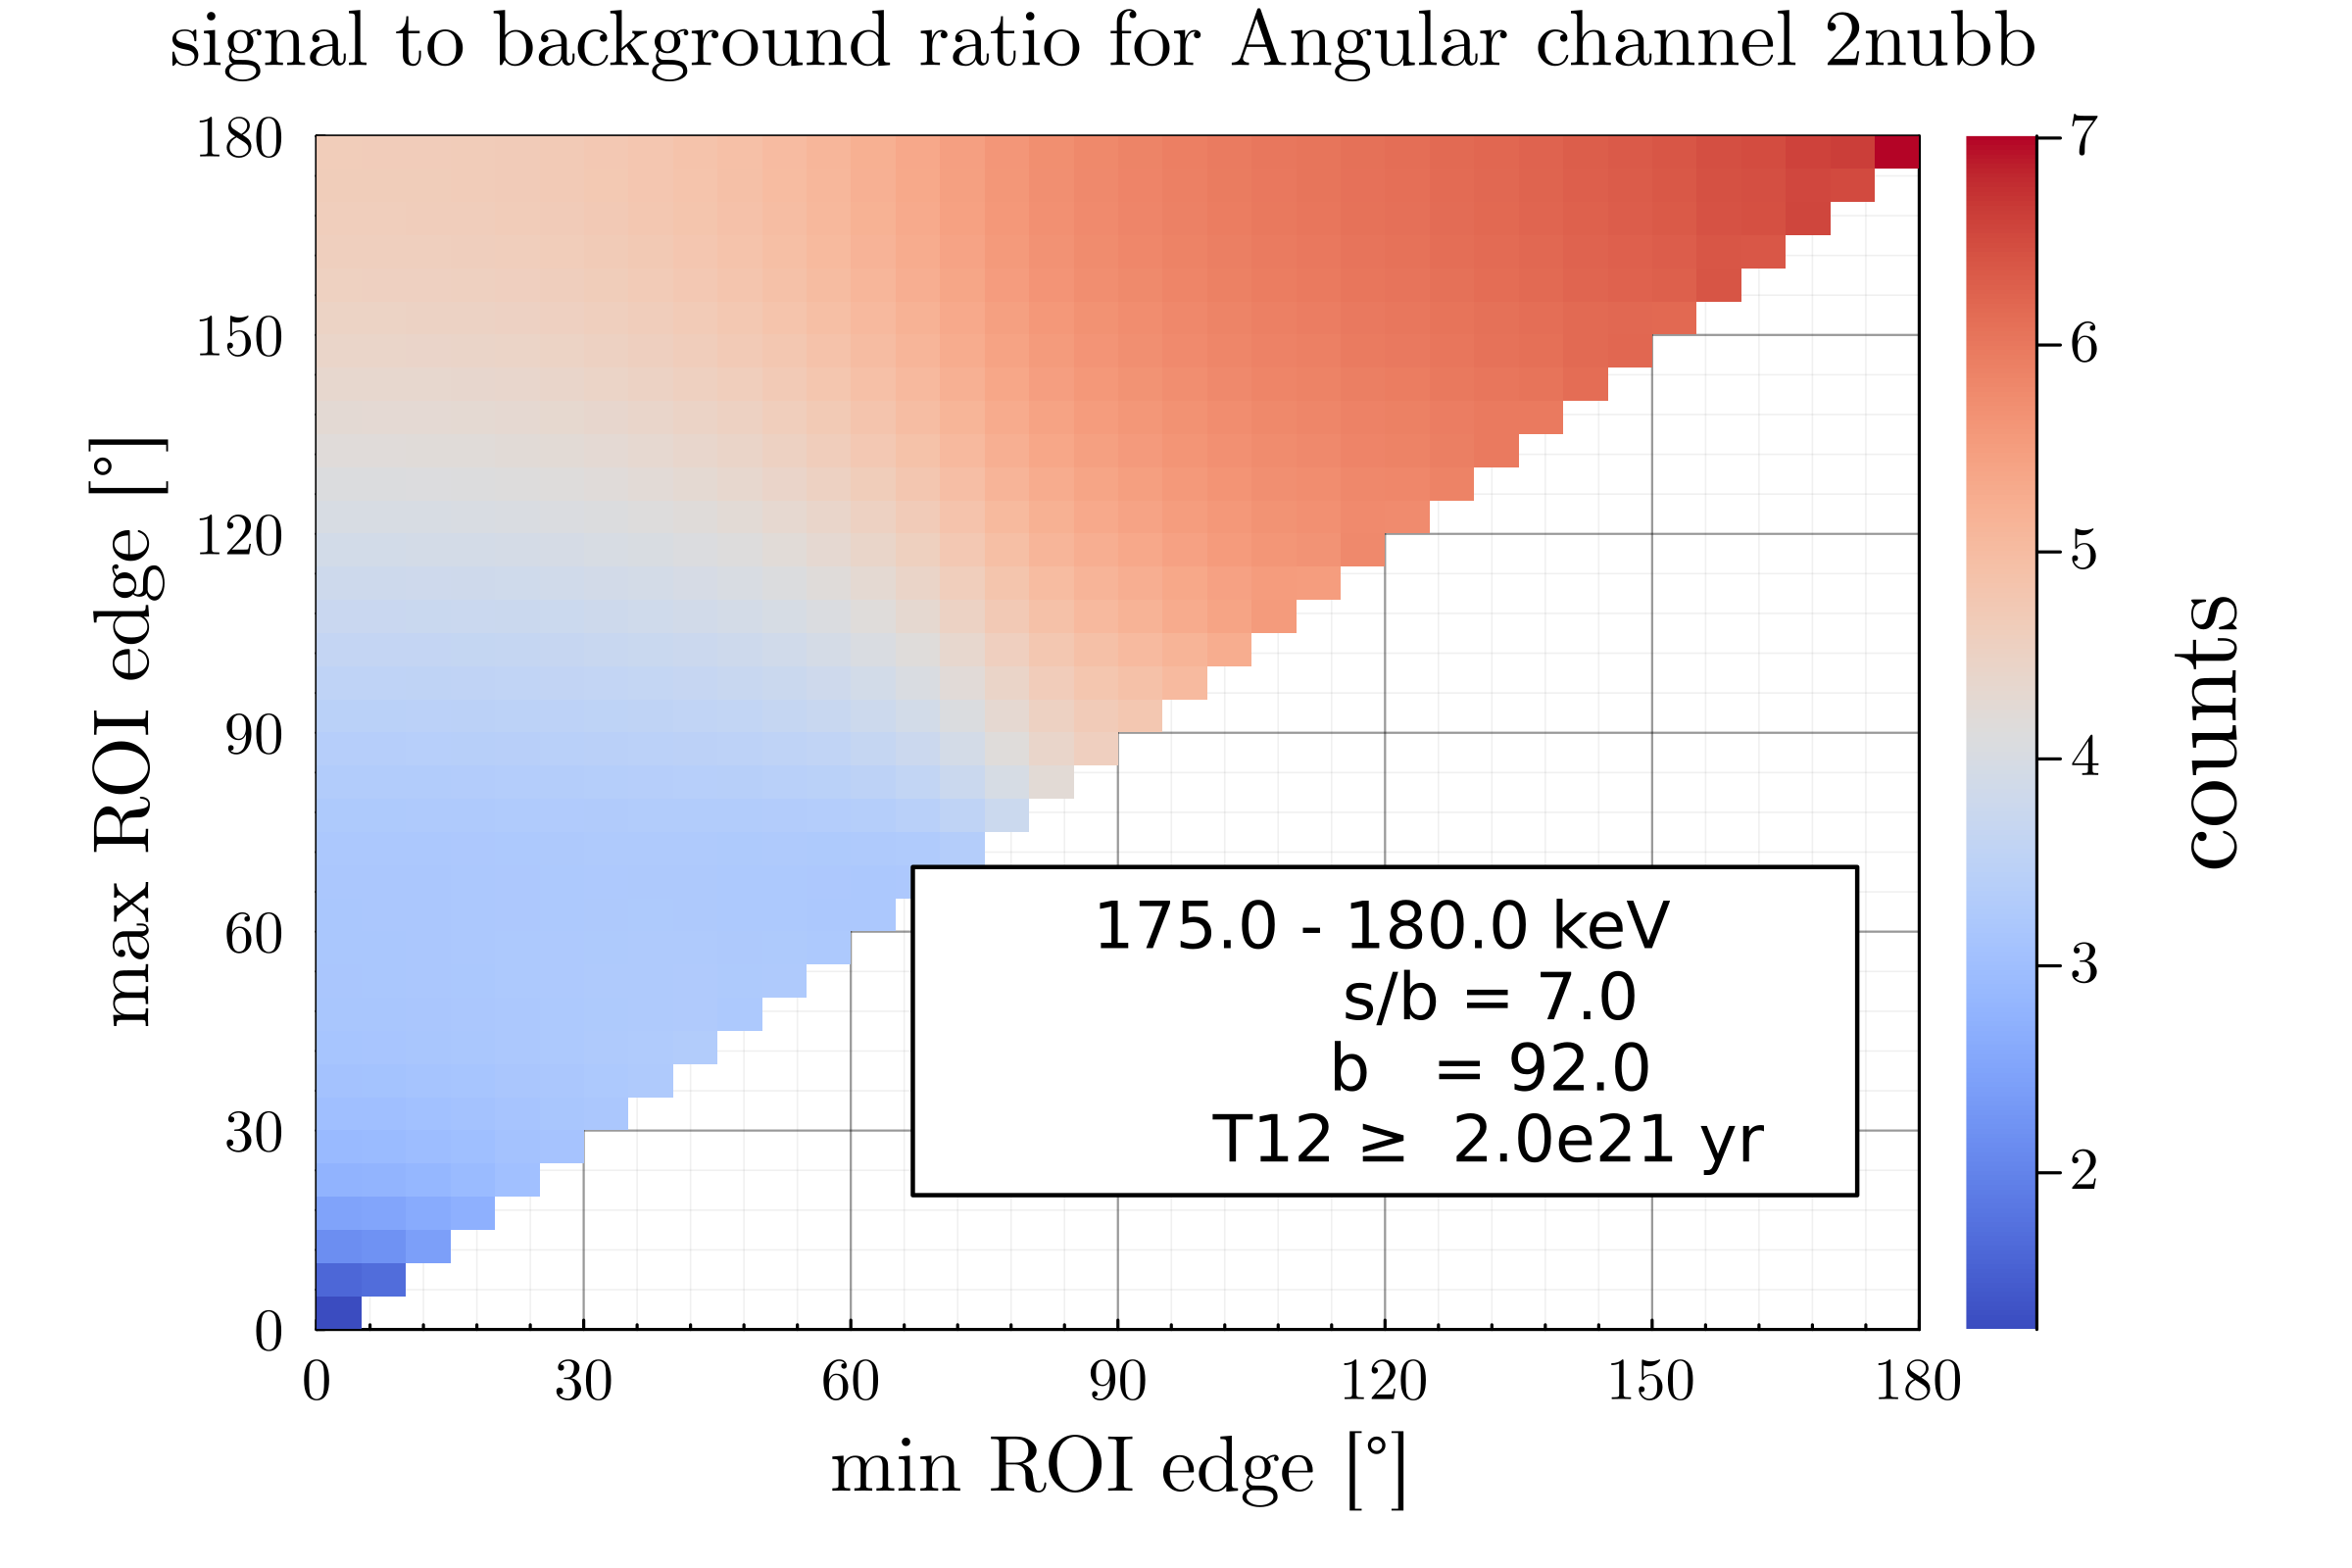 signal to background ratio for Angular channel 2nubb
max ROI edge [°]
180
150
120
90
60
30
0
0 30 60 90 120 150 180
min ROI edge [°]
175.0 - 180.0 keV
s/b = 7.0
b = 92.0
T12 ≥ 2.0e21 yr
7
6
5
4
3
2
counts